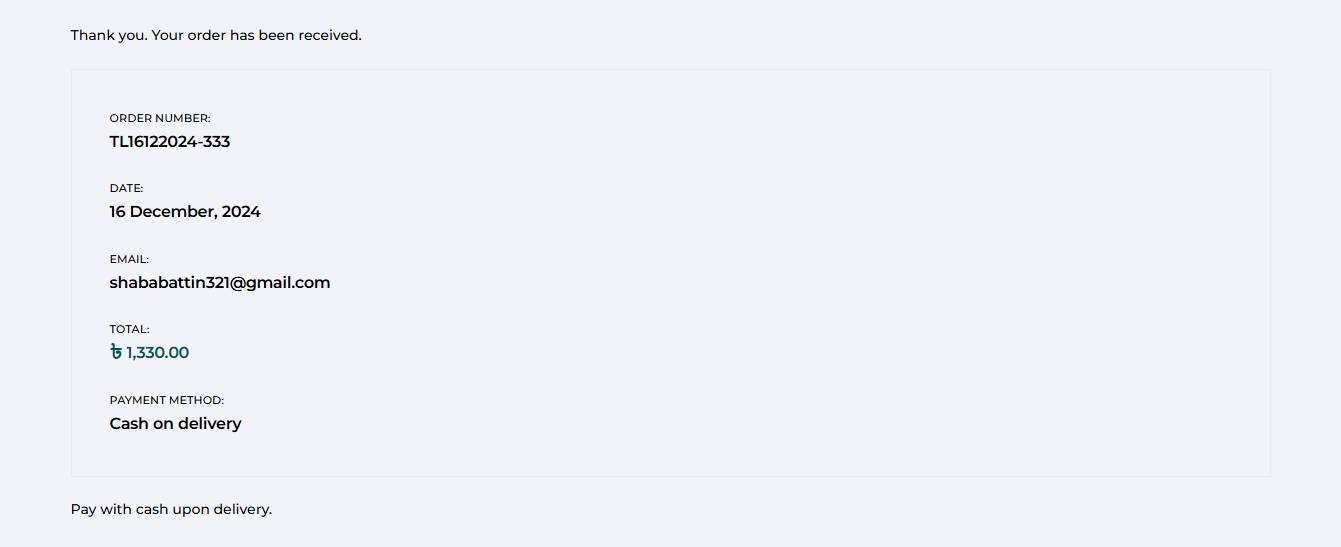 Thank you. Your order has been received.
ORDER NUMBER:
TL16122024-333
DATE:
16 December, 2024
EMAIL:
shababattin321@gmail.com
TOTAL:
৳ 1,330.00
PAYMENT METHOD:
Cash on delivery
Pay with cash upon delivery.